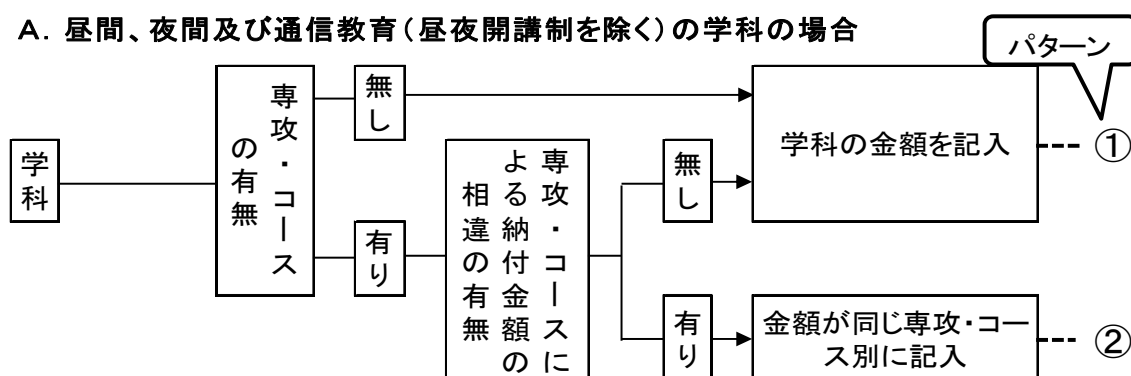 A．昼間、夜間及び通信教育（昼夜開講制を除く）の学科の場合
パターン
学科
専攻・コース
の有無
無し
有り
専攻・コースに
よる納付金額の
相違の有無
無し
有り
学科の金額を記入
①
金額が同じ専攻・コー
ス別に記入
②